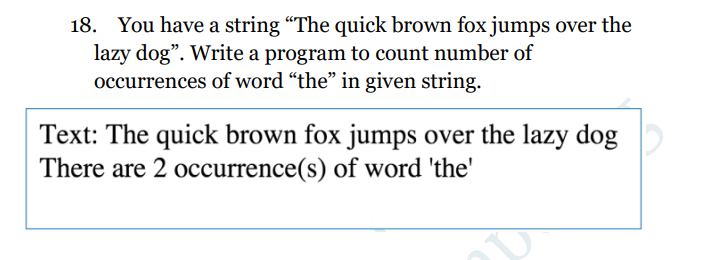 18. You have a string “The quick brown fox jumps over the
lazy dog”. Write a program to count number of
occurrences of word “the” in given string.
Text: The quick brown fox jumps over the lazy dog
There are 2 occurrence(s) of word 'the'